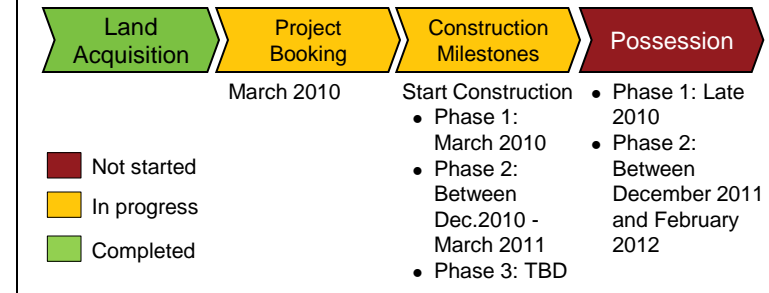 Land
Acquisition
Project
Booking
Construction
Milestones
Possession
March 2010
Start Construction
• Phase 1:
March 2010
• Phase 2:
Between
Dec.2010 -
March 2011
• Phase 3: TBD
• Phase 1: Late
2010
• Phase 2:
Between
December 2011
and February
2012
Not started
In progress
Completed